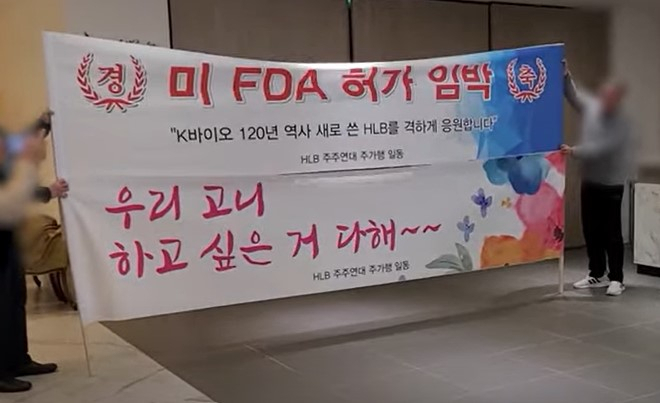 경 미 FDA 허가 임박 축
"K바이오 120년 역사 새로 쓴 HLB를 격하게 응원합니다"
HLB 주주연대 주가행 일동
우리 고니
하고 싶은 거 다해~~
HLB 주주연대 주가행 일동